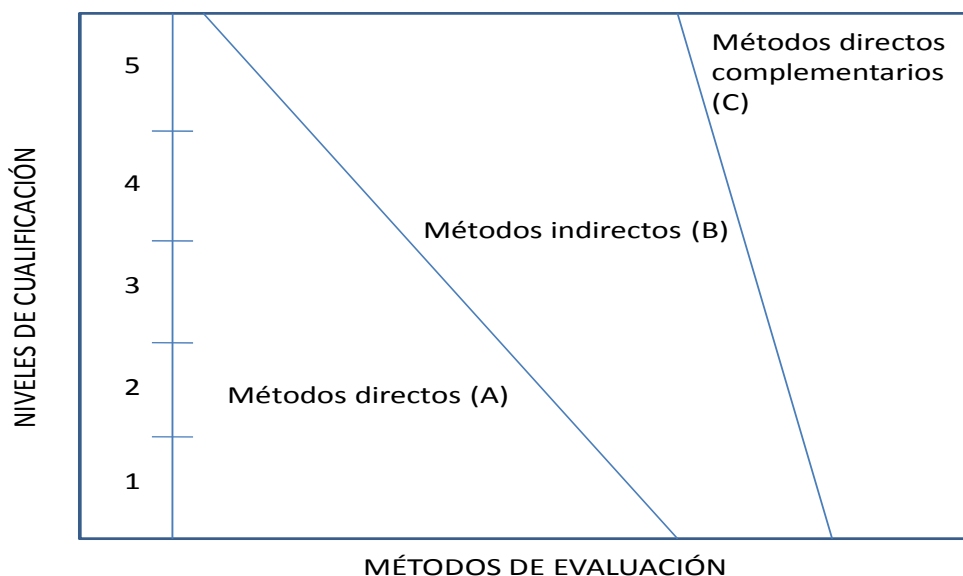 Métodos directos
complementarios
(C)
5
4
Métodos indirectos (B)
3
2
Métodos directos (A)
1
NIVELES DE CUALIFICACIÓN
MÉTODOS DE EVALUACIÓN